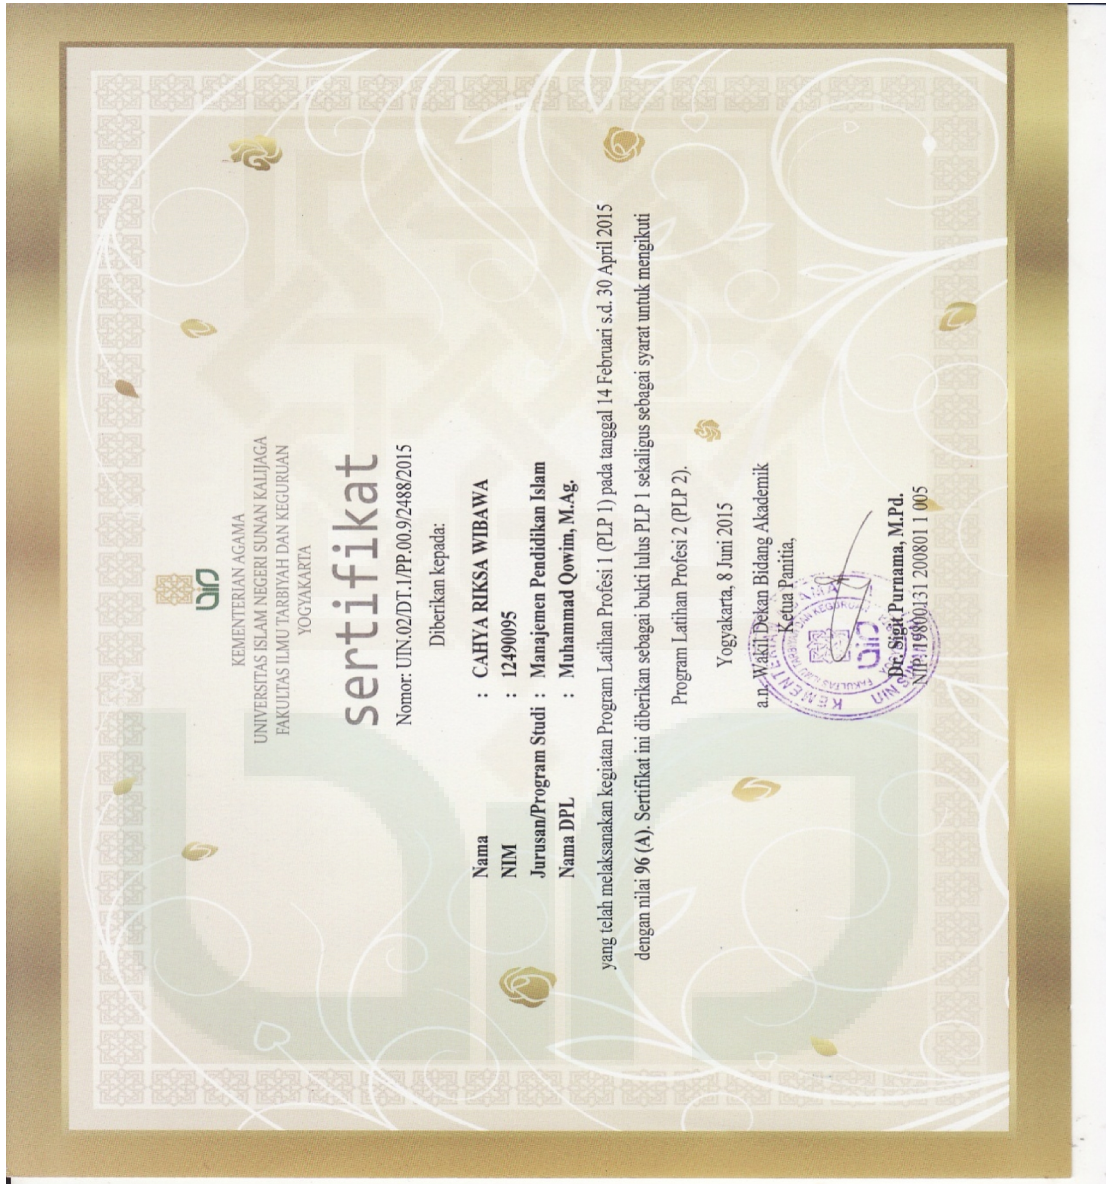 KEMENTERIAN AGAMA
UNIVERSITAS ISLAM NEGERI SUNAN KALIJAGA
FAKULTAS ILMU TARBIYAH DAN KEGURUAN
YOGYAKARTA
sertifikat
Nomor: UIN.02/DT.1/PP.00.9/2488/2015
Diberikan kepada:
Nama : CAHYA RIKSA WIBAWA
NIM : 12490095
Jurusan/Program Studi : Manajemen Pendidikan Islam
Nama DPL : Muhammad Qowim, M.Ag.
yang telah melaksanakan kegiatan Program Latihan Profesi 1 (PLP 1) pada tanggal 14 Februari s.d. 30 April 2015
dengan nilai 96 (A). Sertifikat ini diberikan sebagai bukti lulus PLP 1 sekaligus sebagai syarat untuk mengikuti
Program Latihan Profesi 2 (PLP 2).
Yogyakarta, 8 Juni 2015
a.n. Wakil Dekan Bidang Akademik
Ketua Panitia,
Dr. Sigit Purnama, M.Pd.
NIP. 19800131 200801 1 005